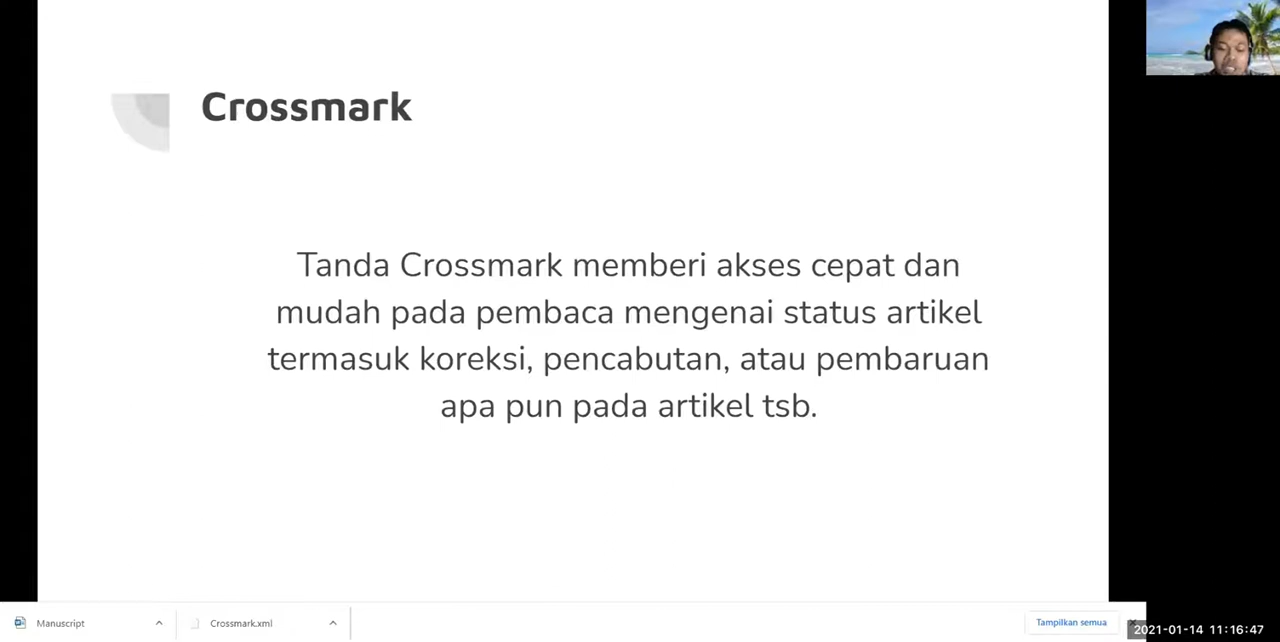 Crossmark
Tanda Crossmark memberi akses cepat dan
mudah pada pembaca mengenai status artikel
termasuk koreksi, pencabutan, atau pembaruan
apa pun pada artikel tsb.
Manuscript
Crossmark.xml
Tampilkan semua
2021-01-14 11:16:47